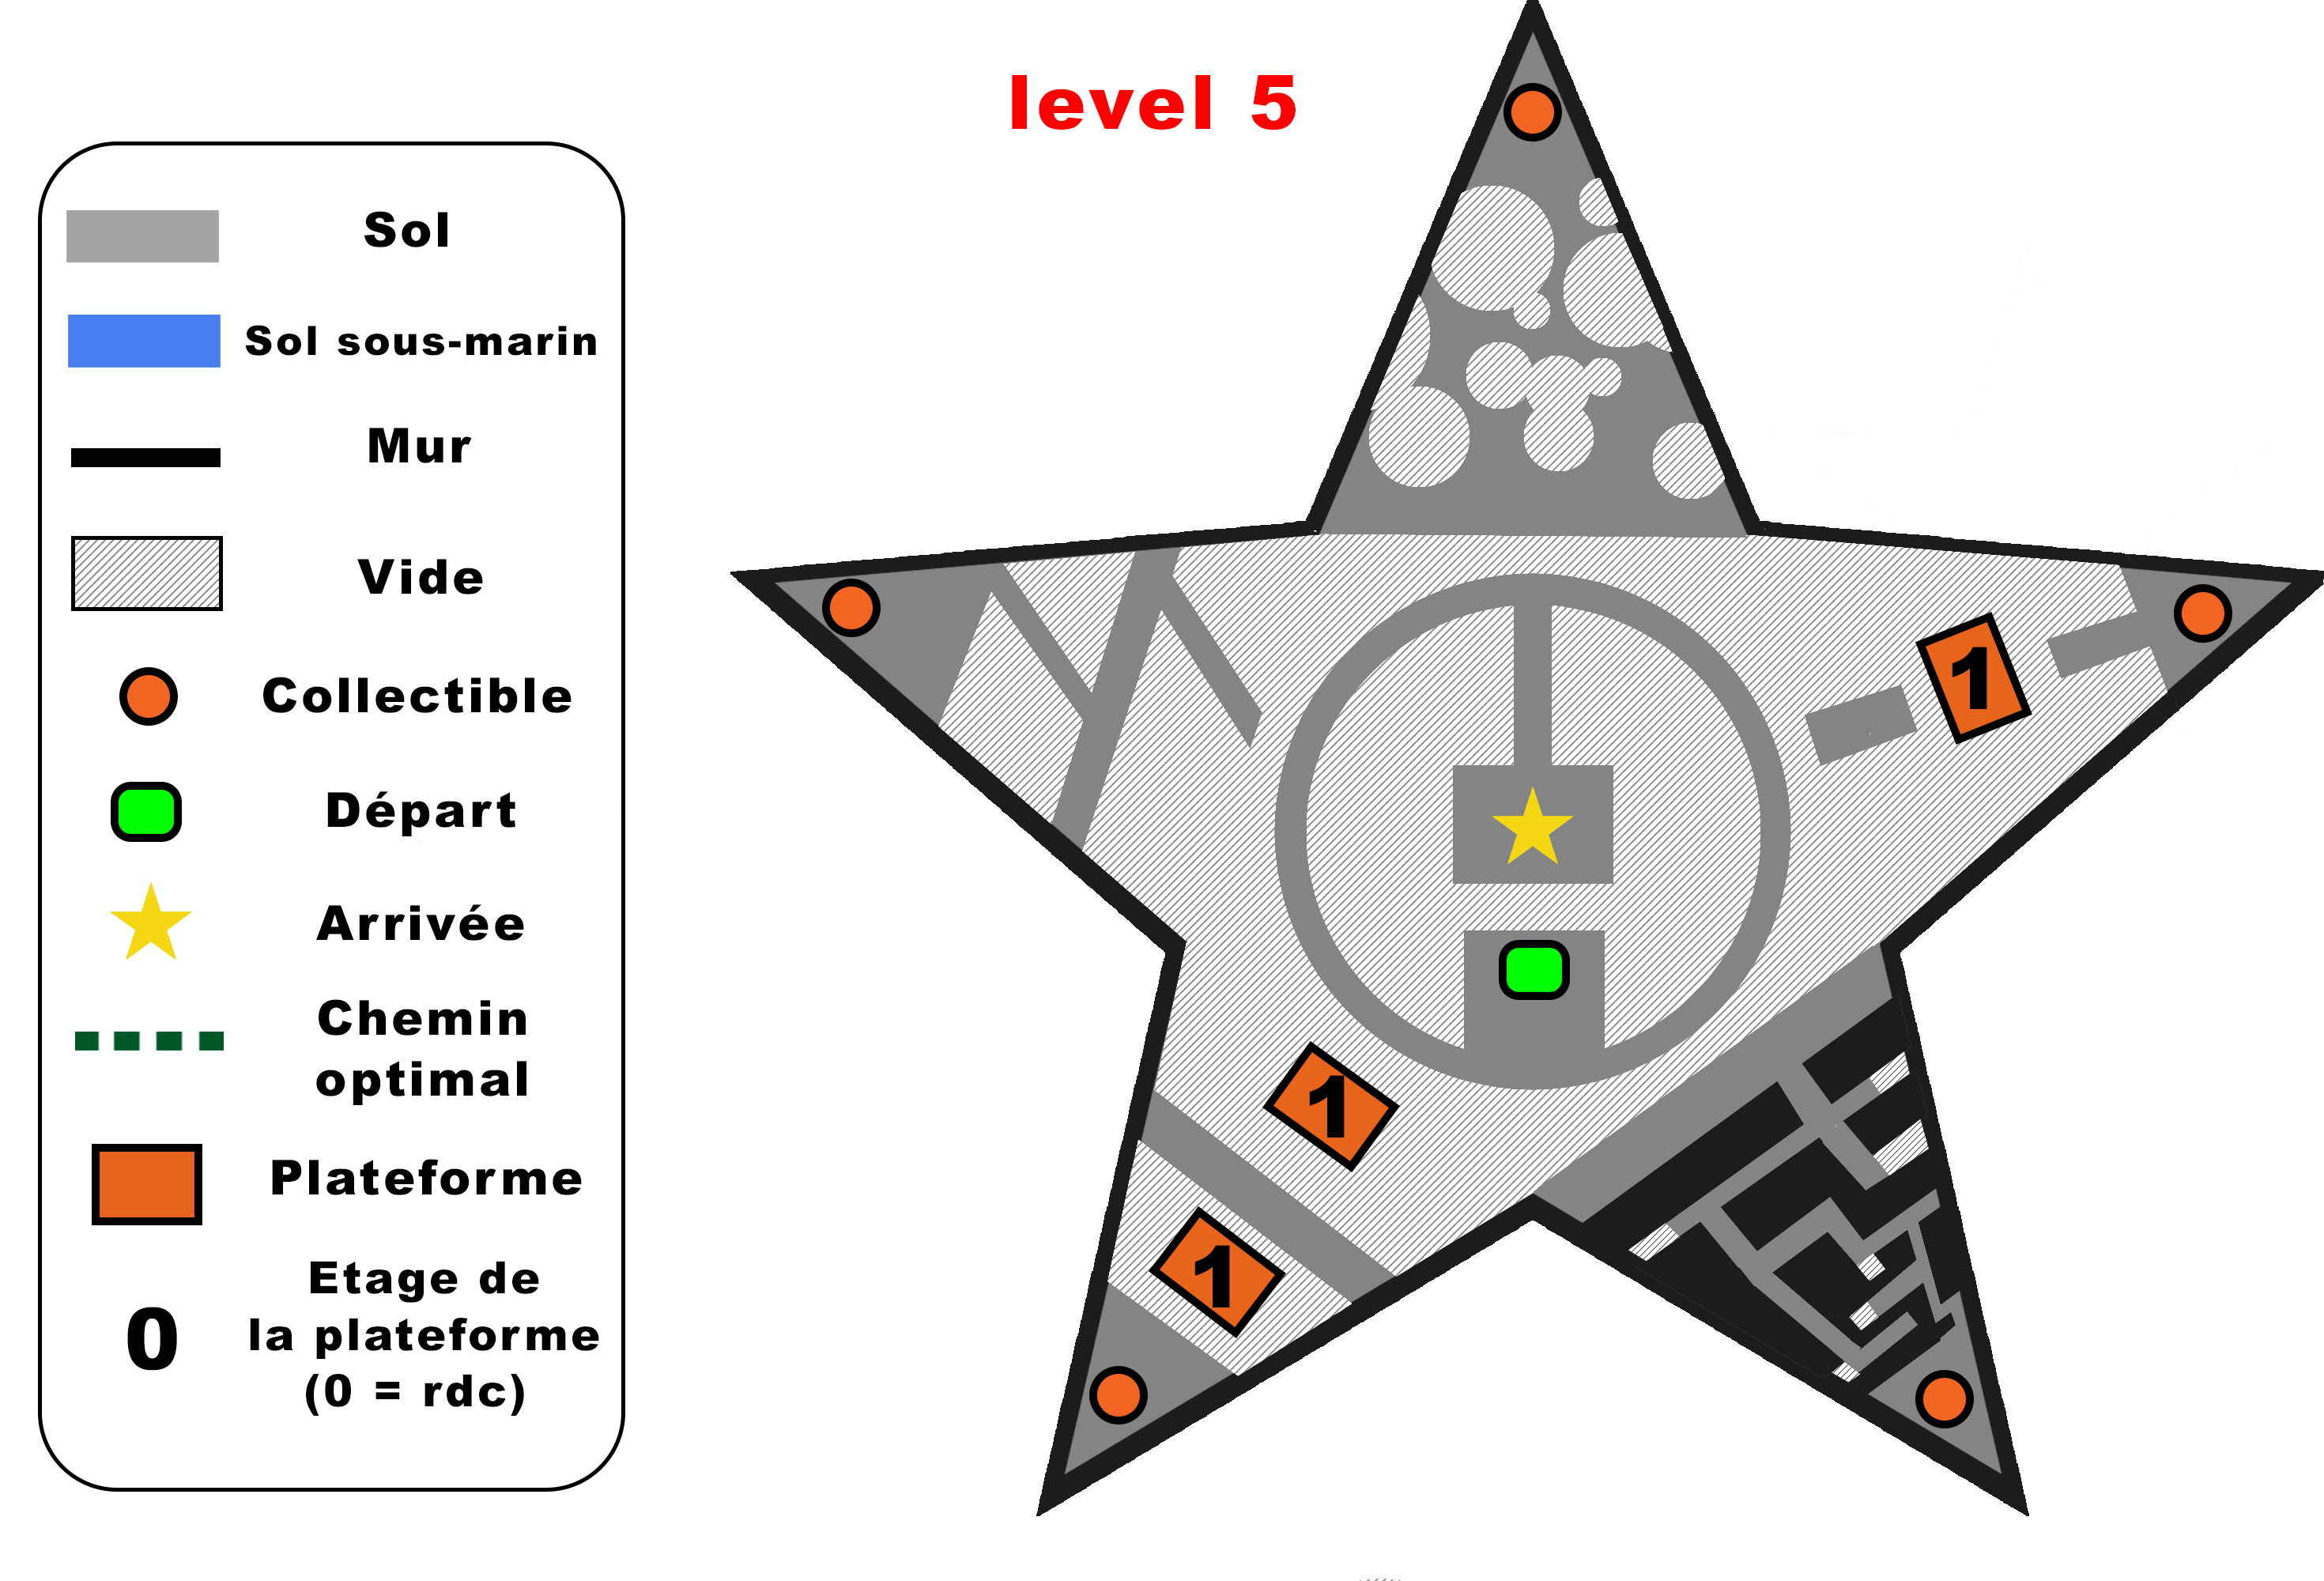 level 5
Sol
Sol sous-marin
Mur
Vide
Collectible
Départ
Arrivée
Chemin
optimal
Plateforme
0
Etage de
la plateforme
(0 = rdc)
1
1
1